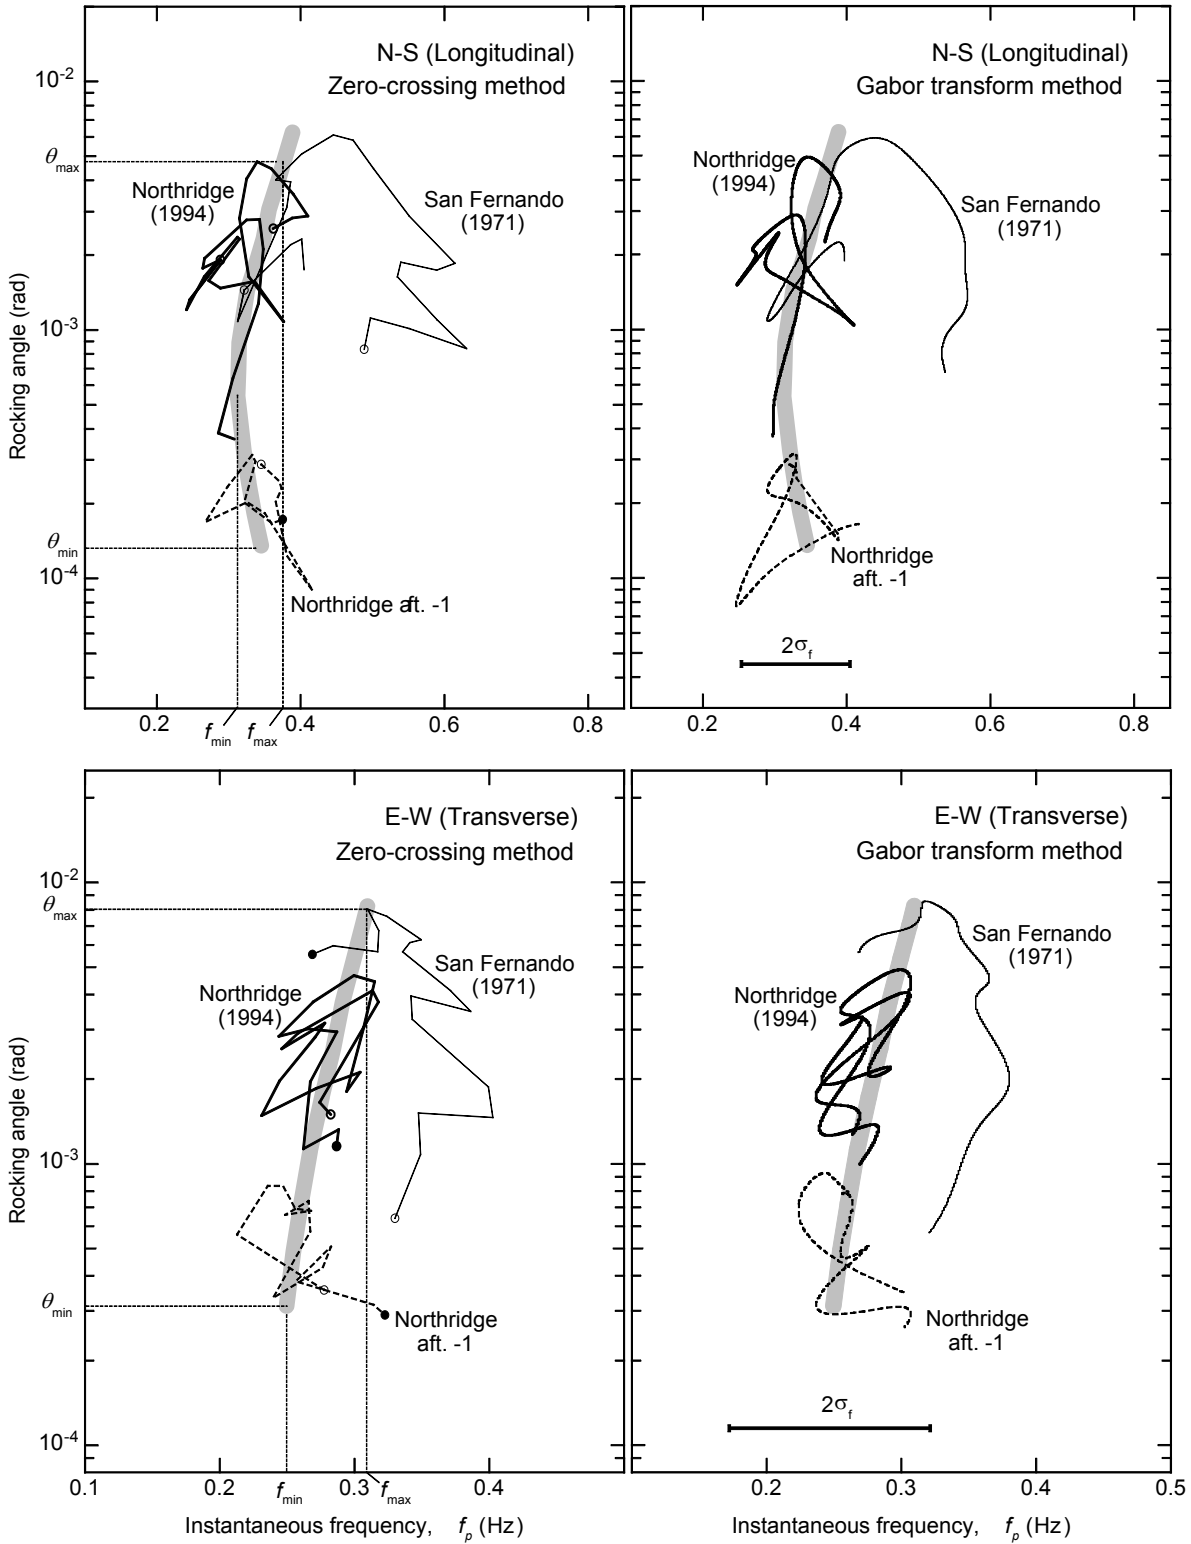 N-S (Longitudinal)
Zero-crossing method
10-2
θmax
Northridge
(1994)
San Fernando
(1971)
Rocking angle (rad)
10-3
θmin
10-4
Northridge aft. -1
0.2
fmin
fmax
0.4
0.6
0.8
N-S (Longitudinal)
Gabor transform method
Northridge
(1994)
San Fernando
(1971)
Northridge
aft. -1
2σf
0.2
0.4
0.6
0.8
E-W (Transverse)
Zero-crossing method
10-2
θmax
San Fernando
(1971)
Northridge
(1994)
Rocking angle (rad)
10-3
θmin
Northridge
aft. -1
10-4
0.1
0.2
fmin
0.3
fmax
0.4
Instantaneous frequency, fp (Hz)
E-W (Transverse)
Gabor transform method
San Fernando
(1971)
Northridge
(1994)
Northridge
aft. -1
2σf
0.2
0.3
0.4
0.5
Instantaneous frequency, fp (Hz)